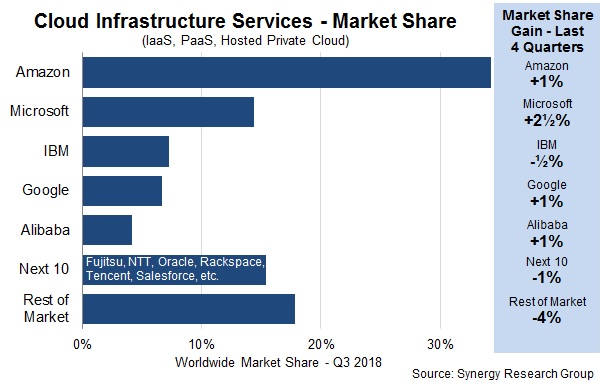 Cloud Infrastructure Services - Market Share
(IaaS, PaaS, Hosted Private Cloud)
Amazon
Microsoft
IBM
Google
Alibaba
Next 10
Fujitsu, NTT, Oracle, Rackspace,
Tencent, Salesforce, etc.
Rest of
Market
0%
10%
20%
30%
Worldwide Market Share - Q3 2018
Market Share
Gain - Last
4 Quarters
Amazon
+1%
Microsoft
+2½%
IBM
-½%
Google
+1%
Alibaba
+1%
Next 10
-1%
Rest of Market
-4%
Source: Synergy Research Group